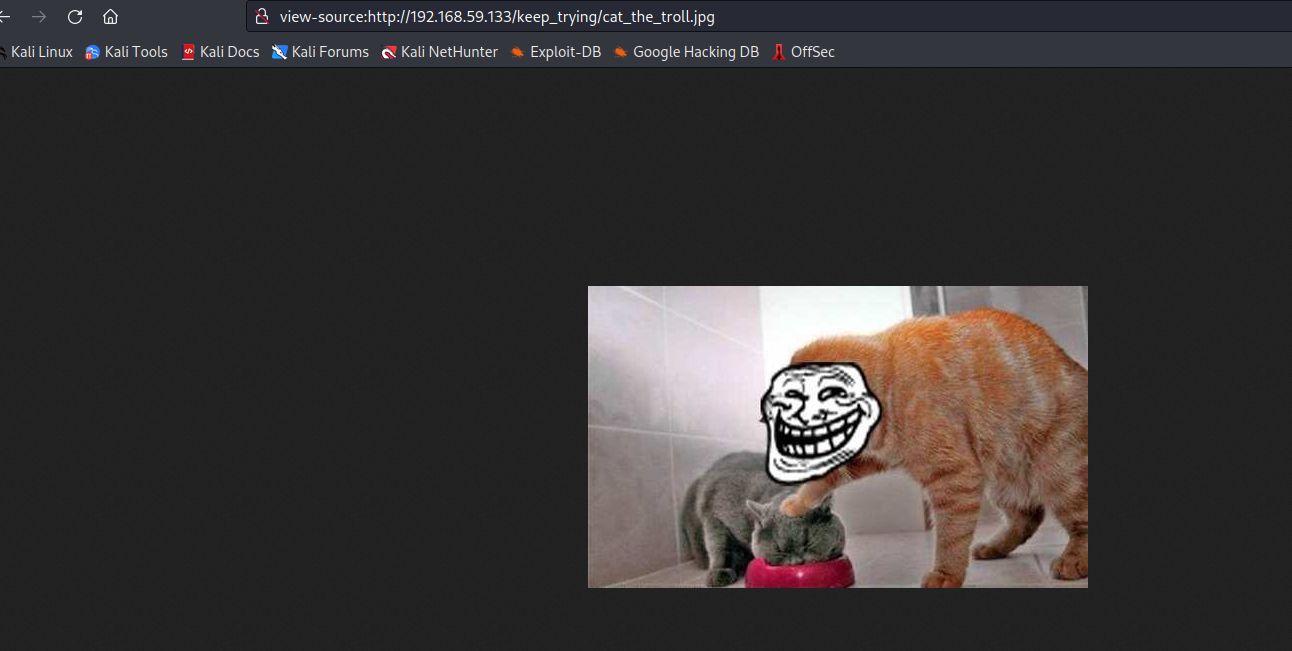 view-source:http://192.168.59.133/keep_trying/cat_the_troll.jpg
Kali Linux Kali Tools Kali Docs Kali Forums Kali NetHunter Exploit-DB Google Hacking DB OffSec